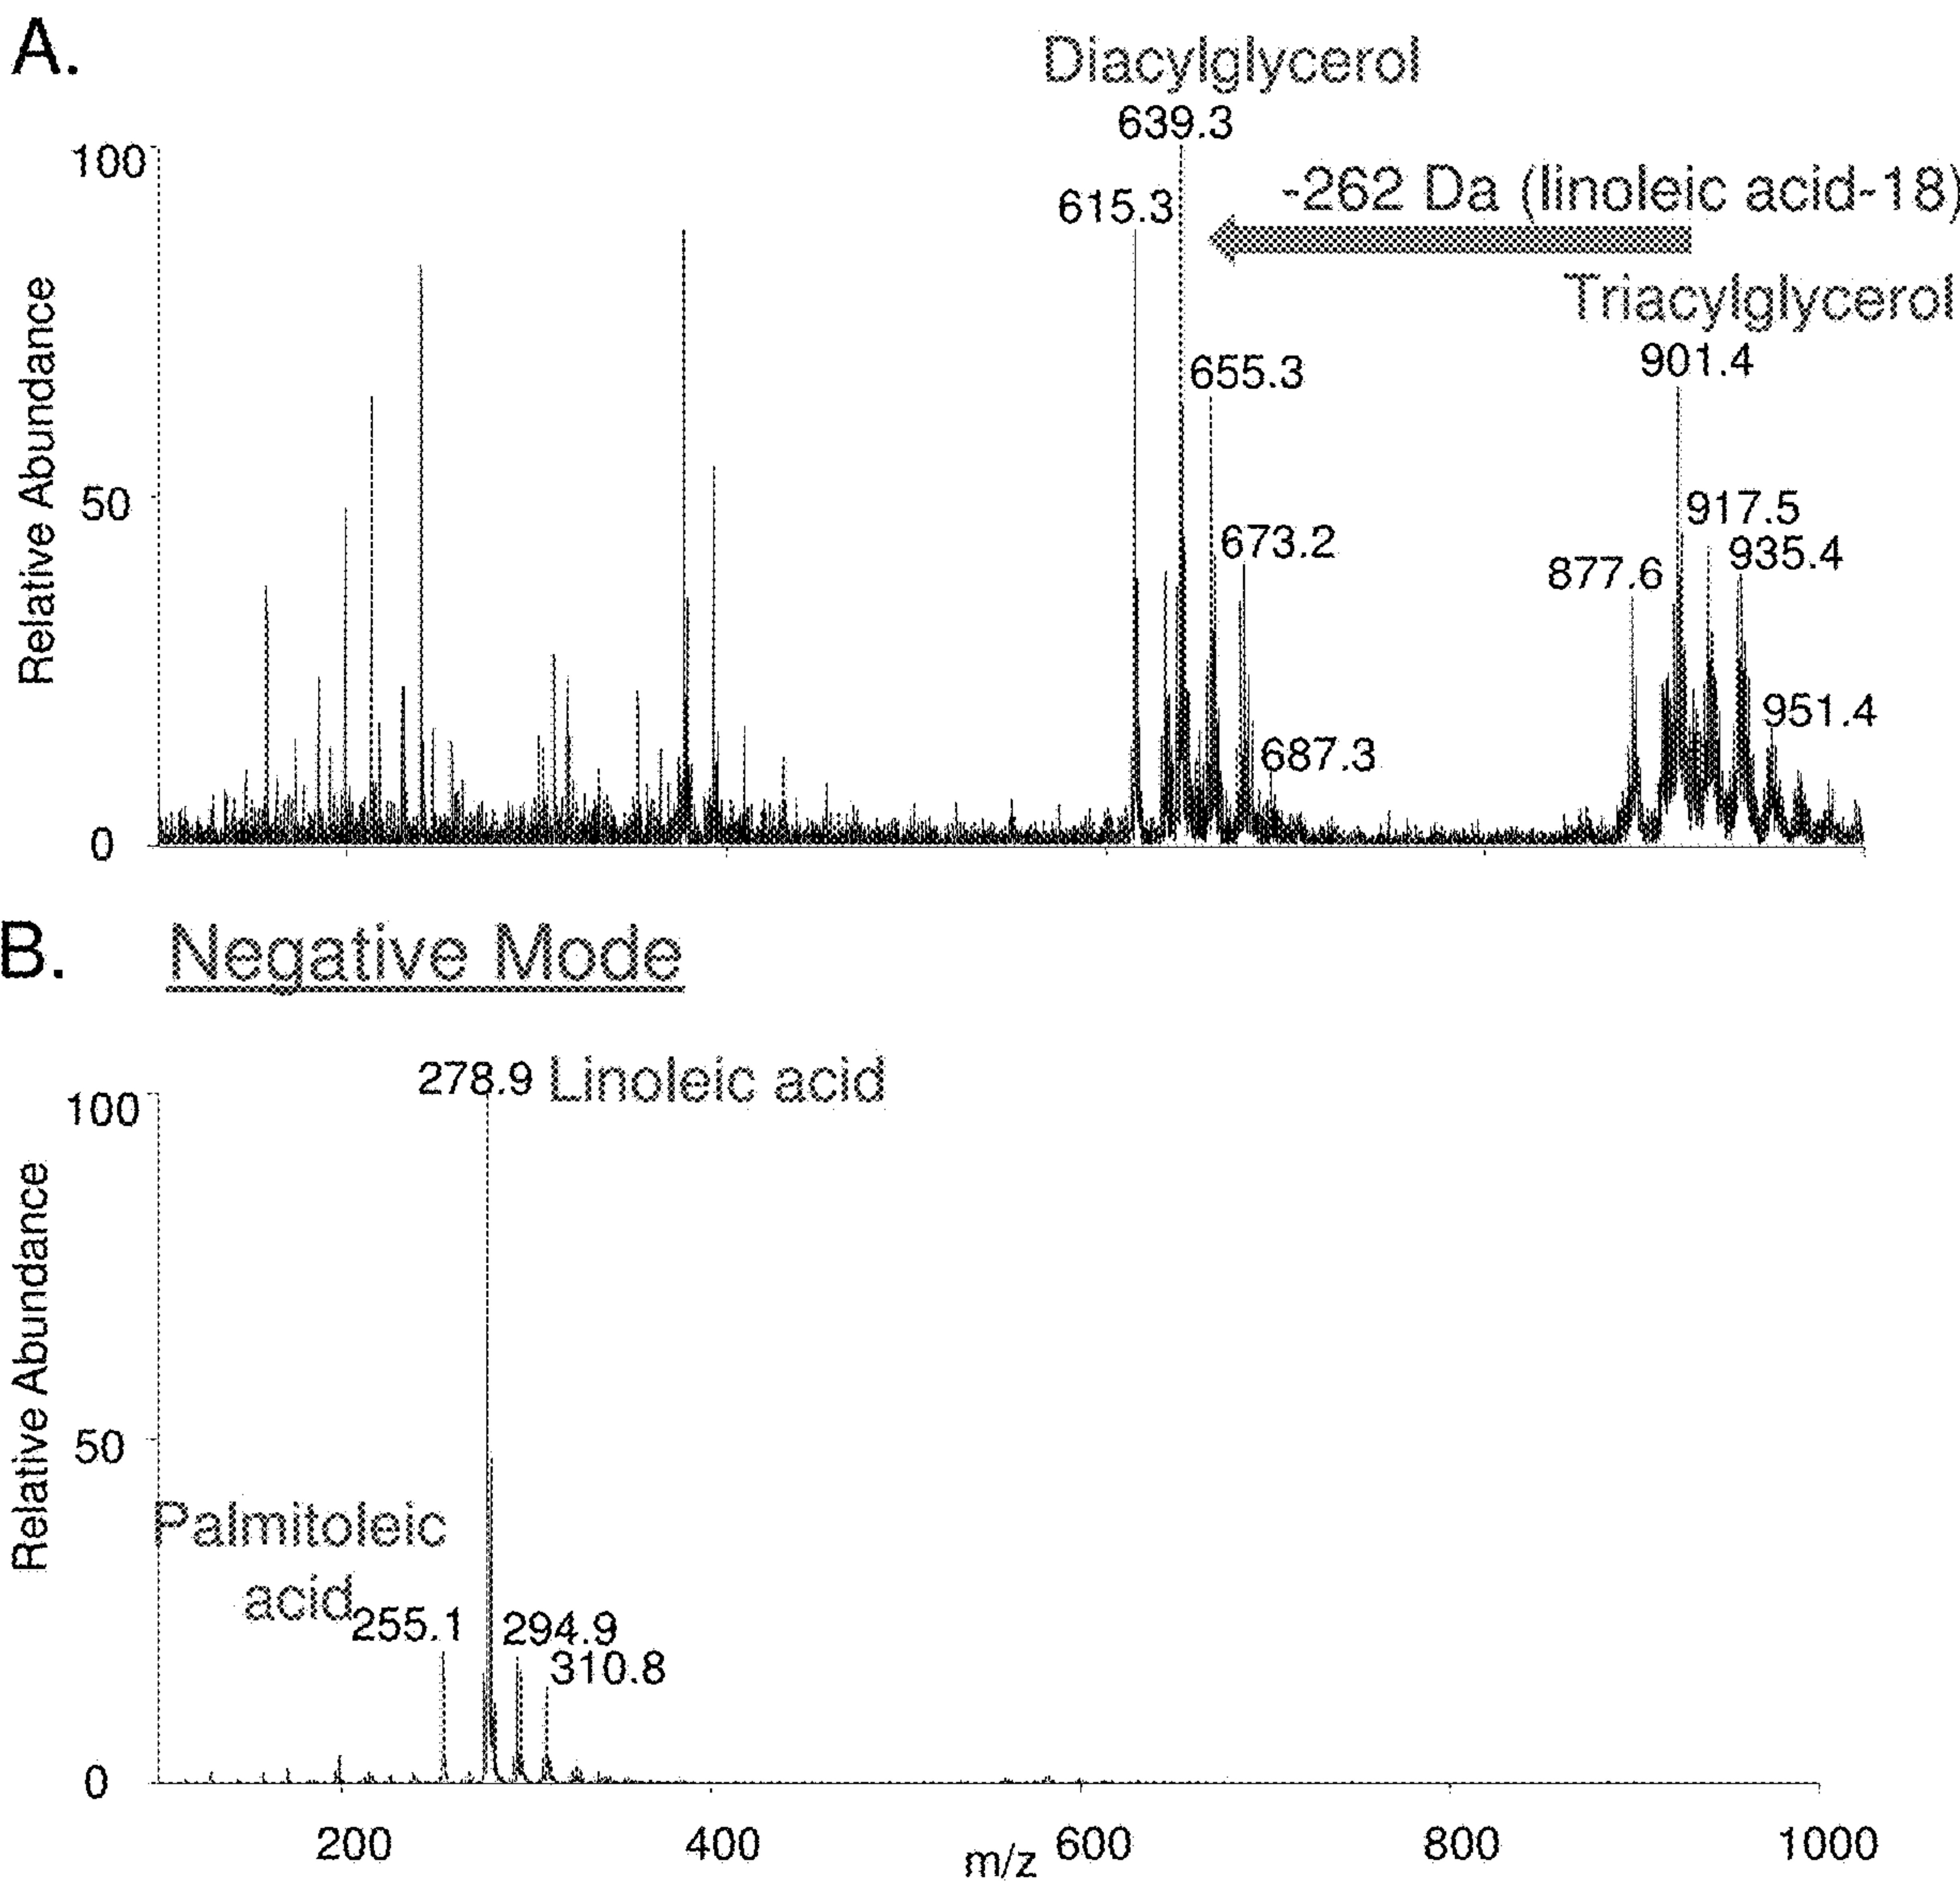 A.
Diacylglycerol
639.3
100
-262 Da (linoleic acid-18)
615.3
Triacylglycerol
901.4
655.3
50
917.5
673.2
935.4
877.6
951.4
687.3
0
Relative Abundance
B.
Negative Mode
278.9 Linoleic acid
100
50
Palmitoleic
acid
255.1
294.9
310.8
0
Relative Abundance
200
400
m/z
600
800
1000